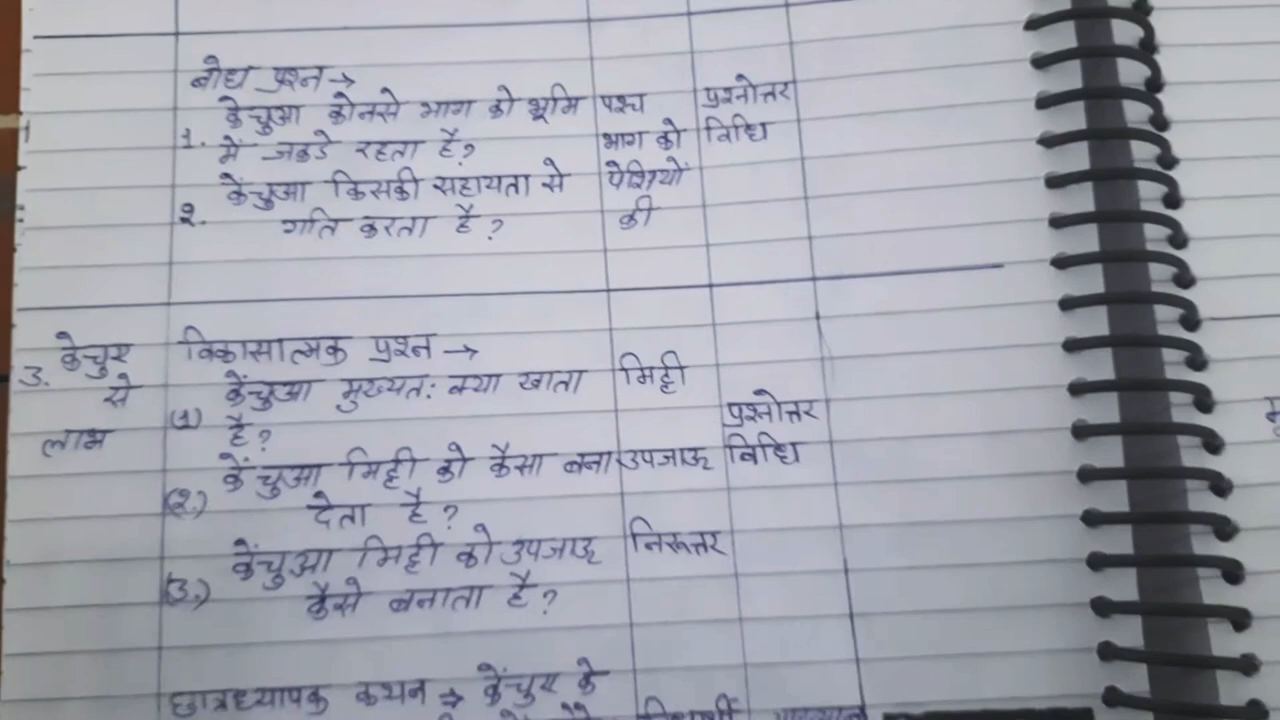 बोध प्रश्न →
केचुआ कोनसे भाग को भूमि पश्च प्रश्नोत्तर
1. में जकडे रहता है? भाग को विधि
केंचुआ किसकी सहायता से पेशियों
2. गति करता है? की
3. केचुए विकासात्मक प्रश्न →
से केंचुआ मुख्यत: क्या खाता मिट्टी
(1) है? प्रश्नोत्तर
लाभ केंचुआ मिट्टी को कैसा बना उपजाऊ विधि
(2.) देता है?
केंचुआ मिट्टी को उपजाऊ निरूत्तर
(3.) कैसे बनाता है?
छात्रध्यापक कथन → केंचुए के